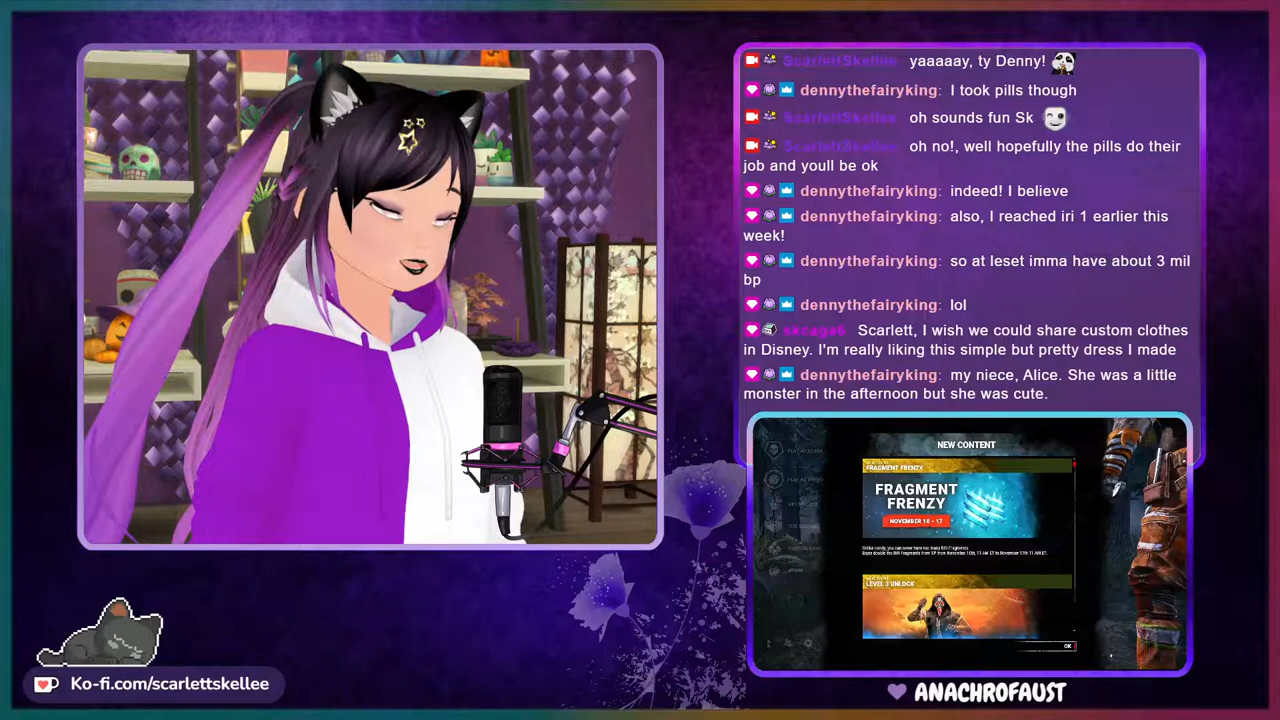 ScarlettSkellee yaaaaay, ty Denny!
dennythefairyking: I took pills though
ScarlettSkellee oh sounds fun Sk
ScarlettSkellee oh no!, well hopefully the pills do their
job and youll be ok
dennythefairyking: indeed! I believe
dennythefairyking: also, I reached iri 1 earlier this
week!
dennythefairyking: so at leset imma have about 3 mil
bp
dennythefairyking: lol
skcaga6 Scarlett, I wish we could share custom clothes
in Disney. I'm really liking this simple but pretty dress I made
dennythefairyking: my niece, Alice. She was a little
monster in the afternoon but she was cute.
NEW CONTENT
FRAGMENT FRENZY
FRAGMENT
FRENZY
LEVEL 3 UNLOCK
OK
Ko-fi.com/scarlettskellee
ANACHROFAUST